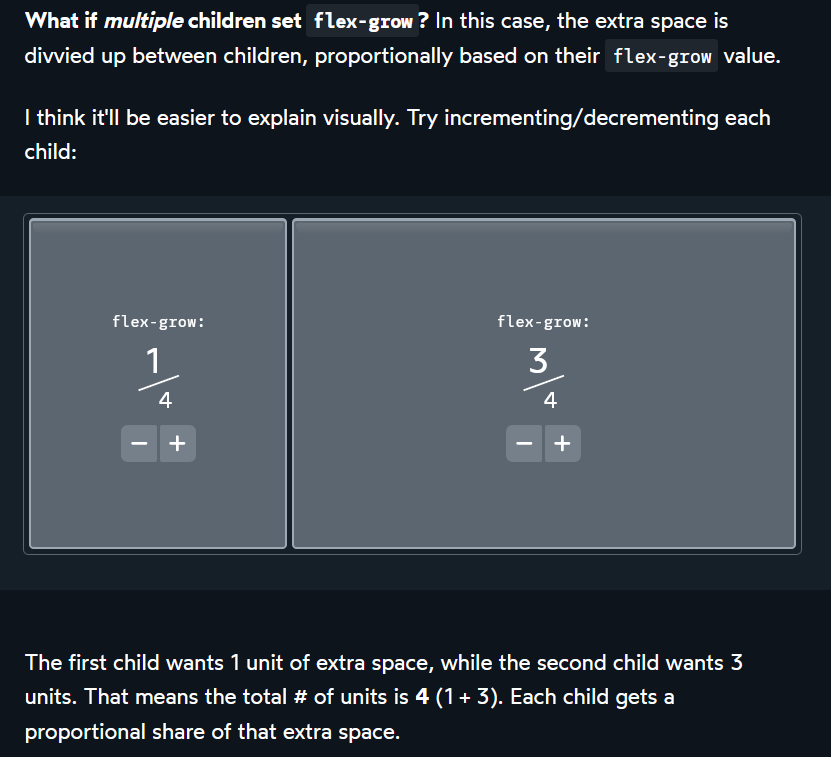 What if multiple children set flex-grow? In this case, the extra space is
divvied up between children, proportionally based on their flex-grow value.
I think it'll be easier to explain visually. Try incrementing/decrementing each
child:
flex-grow:
1/4
− +
flex-grow:
3/4
− +
The first child wants 1 unit of extra space, while the second child wants 3
units. That means the total # of units is 4 (1 + 3). Each child gets a
proportional share of that extra space.